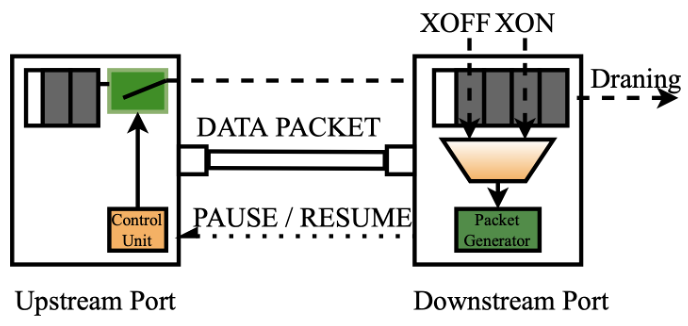 XOFF XON
Draning
DATA PACKET
PAUSE / RESUME
Control
Unit
Packet
Generator
Upstream Port
Downstream Port